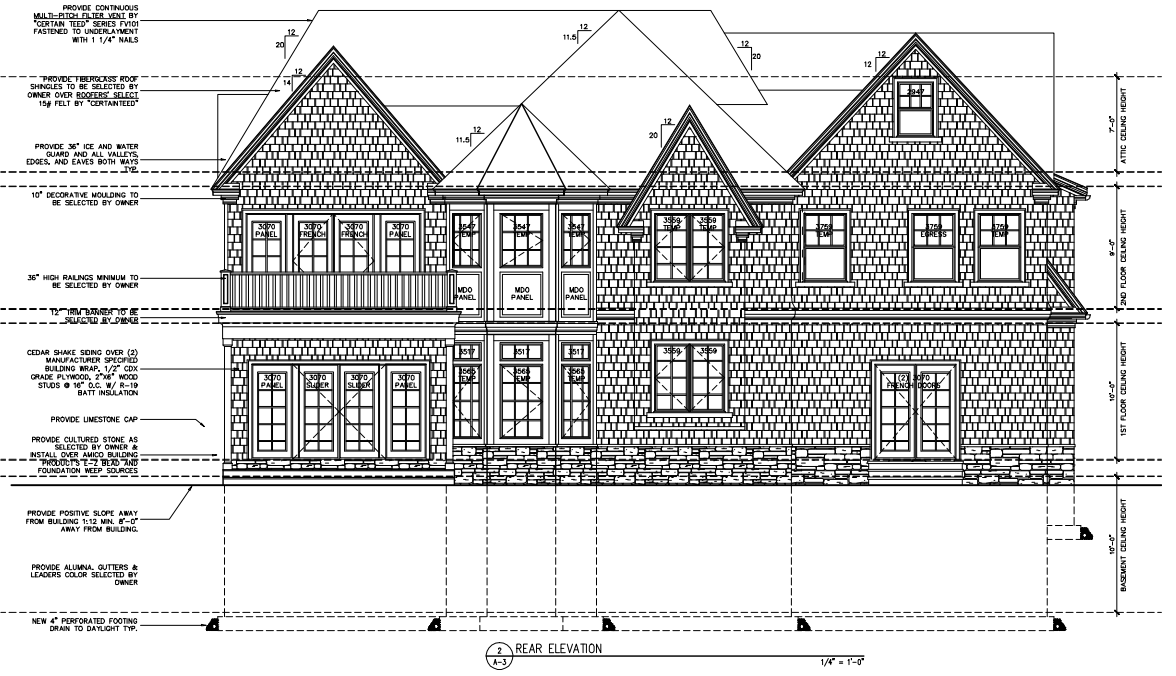 PROVIDE CONTINUOUS
MULTI-PITCH FILTER VENT BY
"CERTAIN TEED" SERIES FV101
FASTENED TO UNDERLAYMENT
WITH 1 1/4" NAILS
PROVIDE FIBERGLASS ROOF
SHINGLES TO BE SELECTED BY
OWNER OVER ROOFERS' SELECT
15# FELT BY "CERTAINTEED"
PROVIDE 36" ICE AND WATER
GUARD AND ALL VALLEYS,
EDGES, AND EAVES BOTH WAYS
TYP.
10" DECORATIVE MOULDING TO
BE SELECTED BY OWNER
36" HIGH RAILINGS MINIMUM TO
BE SELECTED BY OWNER
12" TRIM BANNER TO BE
SELECTED BY OWNER
CEDAR SHAKE SIDING OVER (2)
MANUFACTURER SPECIFIED
BUILDING WRAP, 1/2" CDX
GRADE PLYWOOD, 2"X6" WOOD
STUDS @ 16" O.C. W/ R-19
BATT INSULATION
PROVIDE LIMESTONE CAP
PROVIDE CULTURED STONE AS
SELECTED BY OWNER &
INSTALL OVER AMICO BUILDING
PRODUCT'S E-Z BEAD AND
FOUNDATION WEEP SOURCES
PROVIDE POSITIVE SLOPE AWAY
FROM BUILDING 1:12 MIN. 8'-0"
AWAY FROM BUILDING.
PROVIDE ALUMNA. GUTTERS &
LEADERS COLOR SELECTED BY
OWNER
NEW 4" PERFORATED FOOTING
DRAIN TO DAYLIGHT TYP.
12
20
12
14
12
11.5
12
11.5
12
20
12
20
12
12
2947
3070
PANEL
3070
FRENCH
3070
FRENCH
3070
PANEL
3547
TEMP
3547
TEMP
3547
TEMP
3559
TEMP
3559
TEMP
3759
TEMP
3759
EGRESS
3759
TEMP
MDO
PANEL
MDO
PANEL
MDO
PANEL
3517
3517
3517
3559
3559
3070
PANEL
3070
SLIDER
3070
SLIDER
3070
PANEL
3565
TEMP
3565
TEMP
3565
TEMP
(2) 3070
FRENCH DOORS
7'-0"
ATTIC CEILING HEIGHT
9'-0"
2ND FLOOR CEILING HEIGHT
10'-0"
1ST FLOOR CEILING HEIGHT
10'-0"
BASEMENT CEILING HEIGHT
2
A-3
REAR ELEVATION
1/4" = 1'-0"